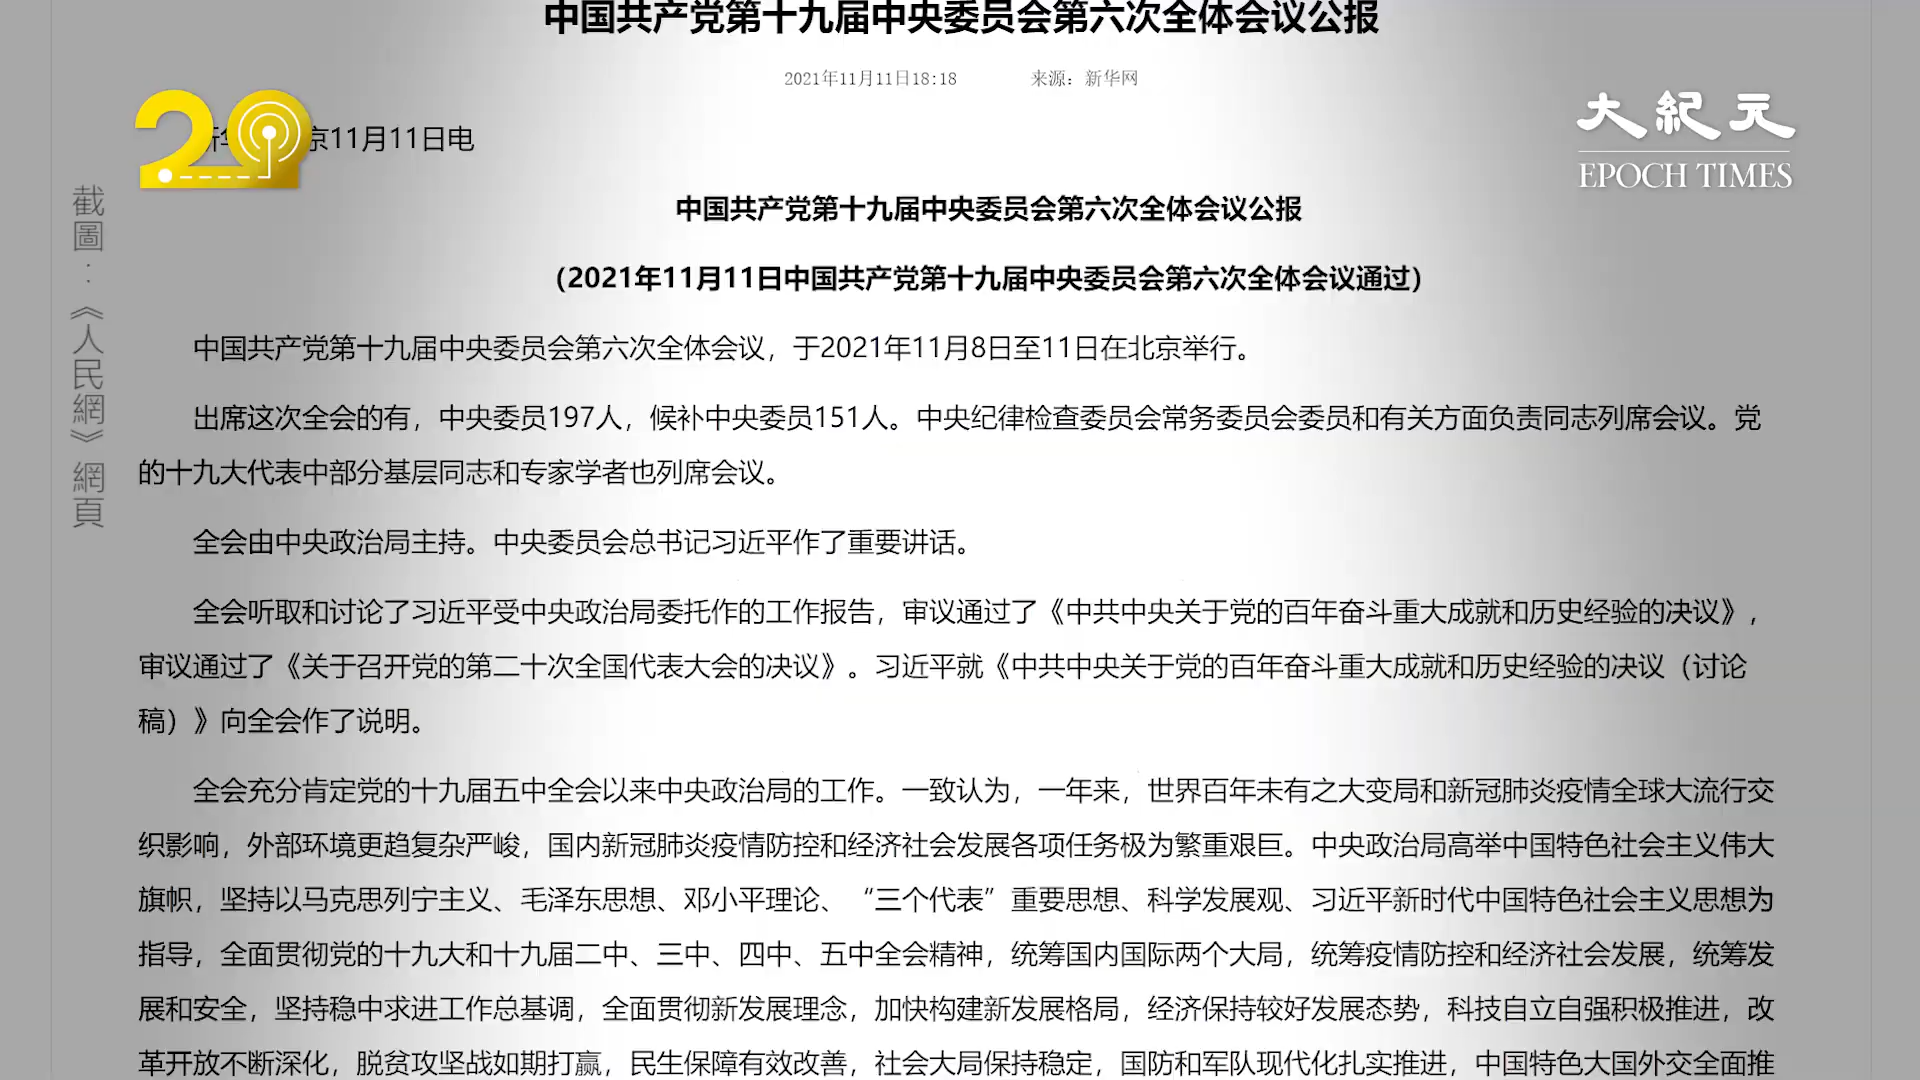 中国共产党第十九届中央委员会第六次全体会议公报
2021年11月11日18:18 来源：新华网
20
京11月11日电
大紀元
EPOCH TIMES
截圖：《人民網》網頁
中国共产党第十九届中央委员会第六次全体会议公报
（2021年11月11日中国共产党第十九届中央委员会第六次全体会议通过）
中国共产党第十九届中央委员会第六次全体会议，于2021年11月8日至11日在北京举行。
出席这次全会的有，中央委员197人，候补中央委员151人。中央纪律检查委员会常务委员会委员和有关方面负责同志列席会议。党
的十九大代表中部分基层同志和专家学者也列席会议。
全会由中央政治局主持。中央委员会总书记习近平作了重要讲话。
全会听取和讨论了习近平受中央政治局委托作的工作报告，审议通过了《中共中央关于党的百年奋斗重大成就和历史经验的决议》，
审议通过了《关于召开党的第二十次全国代表大会的决议》。习近平就《中共中央关于党的百年奋斗重大成就和历史经验的决议（讨论
稿）》向全会作了说明。
全会充分肯定党的十九届五中全会以来中央政治局的工作。一致认为，一年来，世界百年未有之大变局和新冠肺炎疫情全球大流行交
织影响，外部环境更趋复杂严峻，国内新冠肺炎疫情防控和经济社会发展各项任务极为繁重艰巨。中央政治局高举中国特色社会主义伟大
旗帜，坚持以马克思列宁主义、毛泽东思想、邓小平理论、“三个代表”重要思想、科学发展观、习近平新时代中国特色社会主义思想为
指导，全面贯彻党的十九大和十九届二中、三中、四中、五中全会精神，统筹国内国际两个大局，统筹疫情防控和经济社会发展，统筹发
展和安全，坚持稳中求进工作总基调，全面贯彻新发展理念，加快构建新发展格局，经济保持较好发展态势，科技自立自强积极推进，改
革开放不断深化，脱贫攻坚战如期打赢，民生保障有效改善，社会大局保持稳定，国防和军队现代化扎实推进，中国特色大国外交全面推